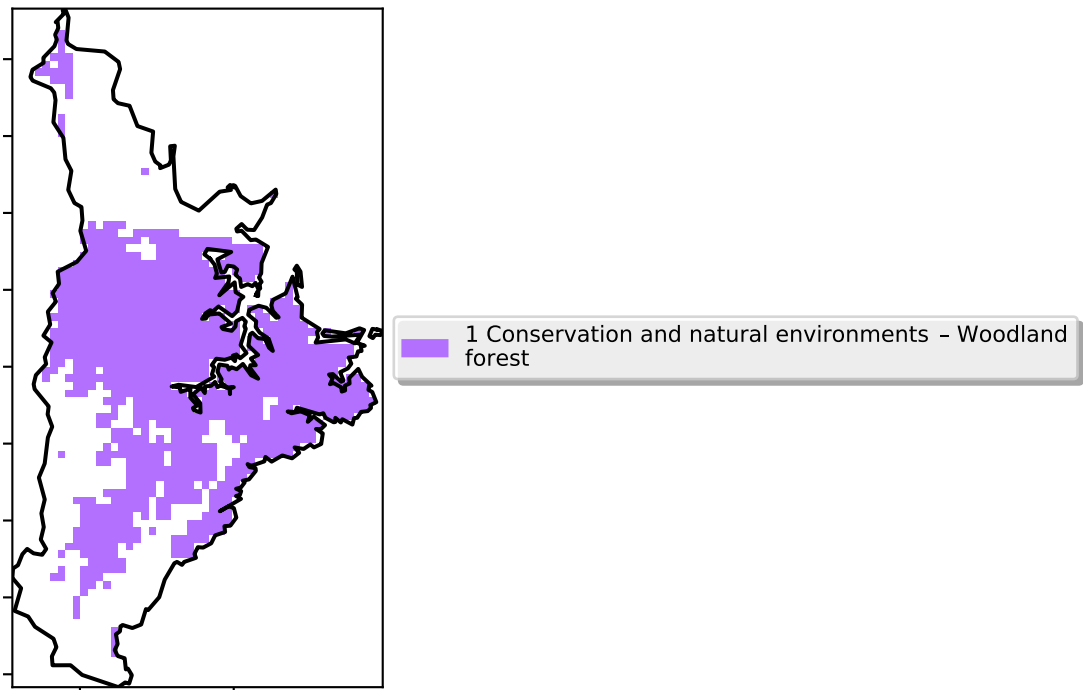 1 Conservation and natural environments – Woodland
forest